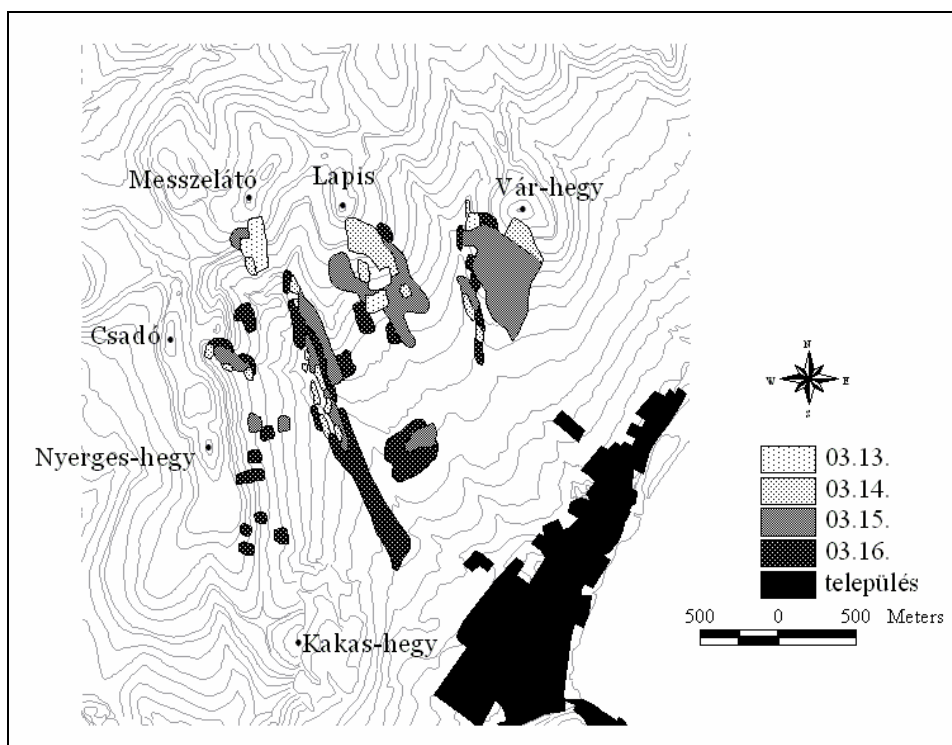 Messzelátó
Lapis
Vár-hegy
Csadó
Nyerges-hegy
Kakas-hegy
N
W E
S
03.13.
03.14.
03.15.
03.16.
település
500 0 500 Meters